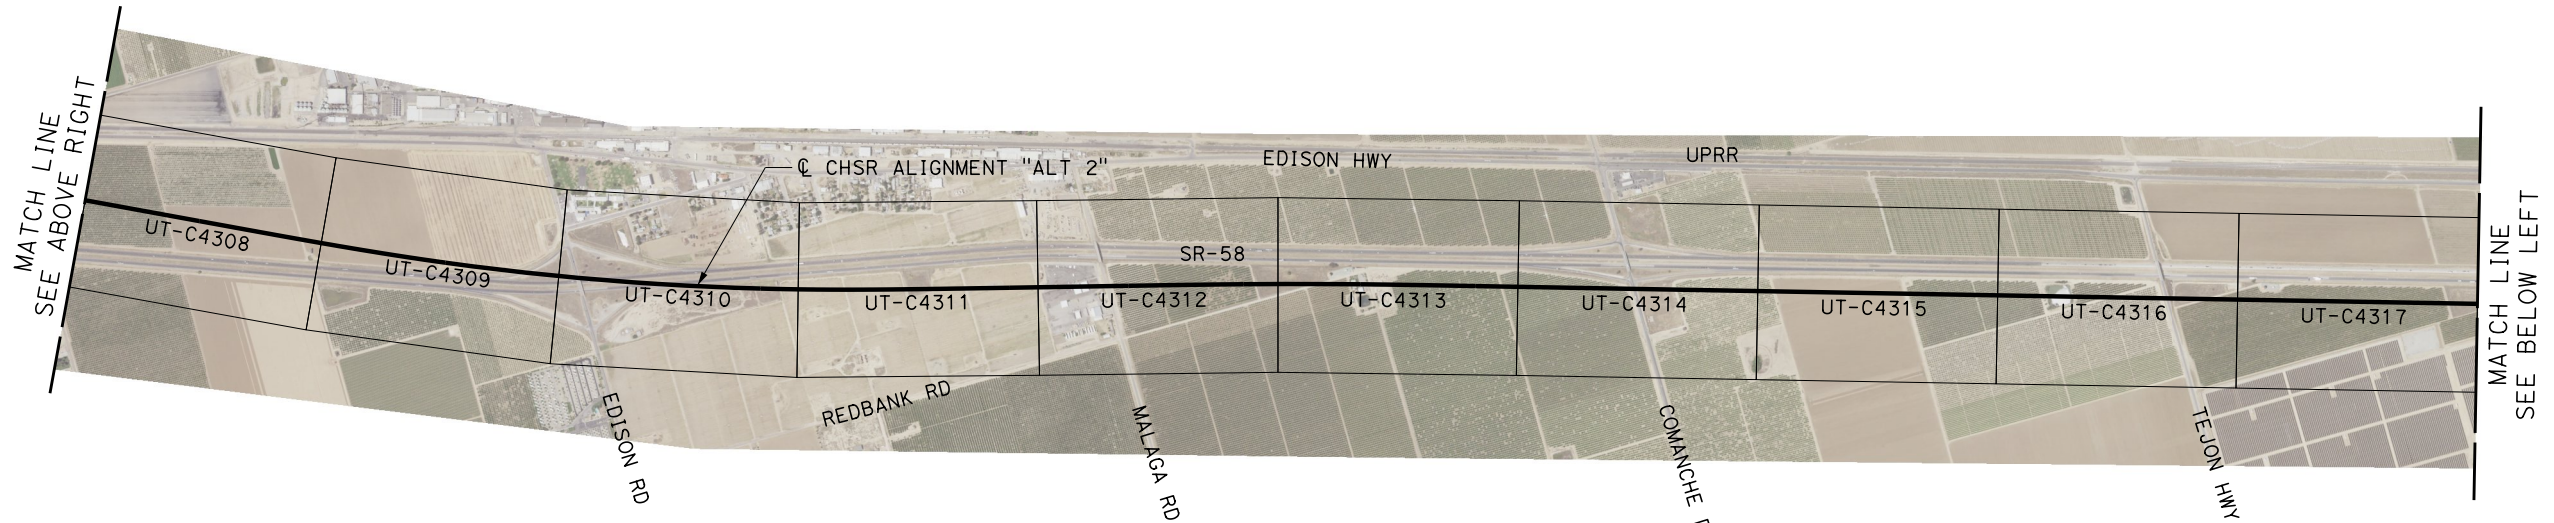 MATCH LINE
SEE ABOVE RIGHT
℄ CHSR ALIGNMENT "ALT 2"
EDISON HWY
UPRR
SR-58
UT-C4308
UT-C4309
UT-C4310
UT-C4311
UT-C4312
UT-C4313
UT-C4314
UT-C4315
UT-C4316
UT-C4317
EDISON RD
REDBANK RD
MALAGA RD
COMANCHE
TEJON HWY
MATCH LINE
SEE BELOW LEFT